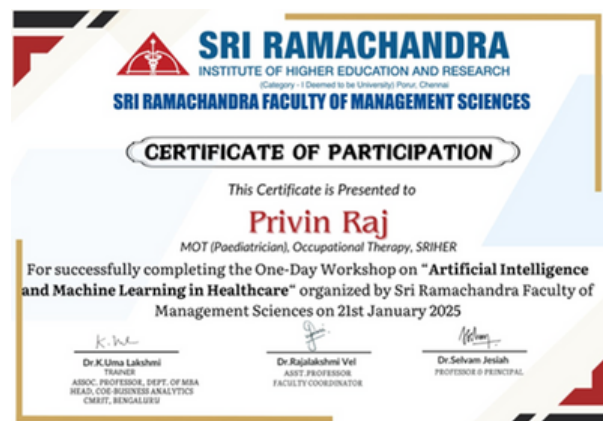 SRI RAMACHANDRA
INSTITUTE OF HIGHER EDUCATION AND RESEARCH
(Category - I Deemed to be University) Porur, Chennai
SRI RAMACHANDRA FACULTY OF MANAGEMENT SCIENCES
CERTIFICATE OF PARTICIPATION
This Certificate is Presented to
Privin Raj
MOT (Paediatrician), Occupational Therapy, SRIHER
For successfully completing the One-Day Workshop on “Artificial Intelligence
and Machine Learning in Healthcare“ organized by Sri Ramachandra Faculty of
Management Sciences on 21st January 2025
Dr.K.Uma Lakshmi
TRAINER
ASSOC. PROFESSOR, DEPT. OF MBA
HEAD, COE-BUSINESS ANALYTICS
CMRIT, BENGALURU
Dr.Rajalakshmi Vel
ASST.PROFESSOR
FACULTY COORDINATOR
Dr.Selvam Jesiah
PROFESSOR & PRINCIPAL